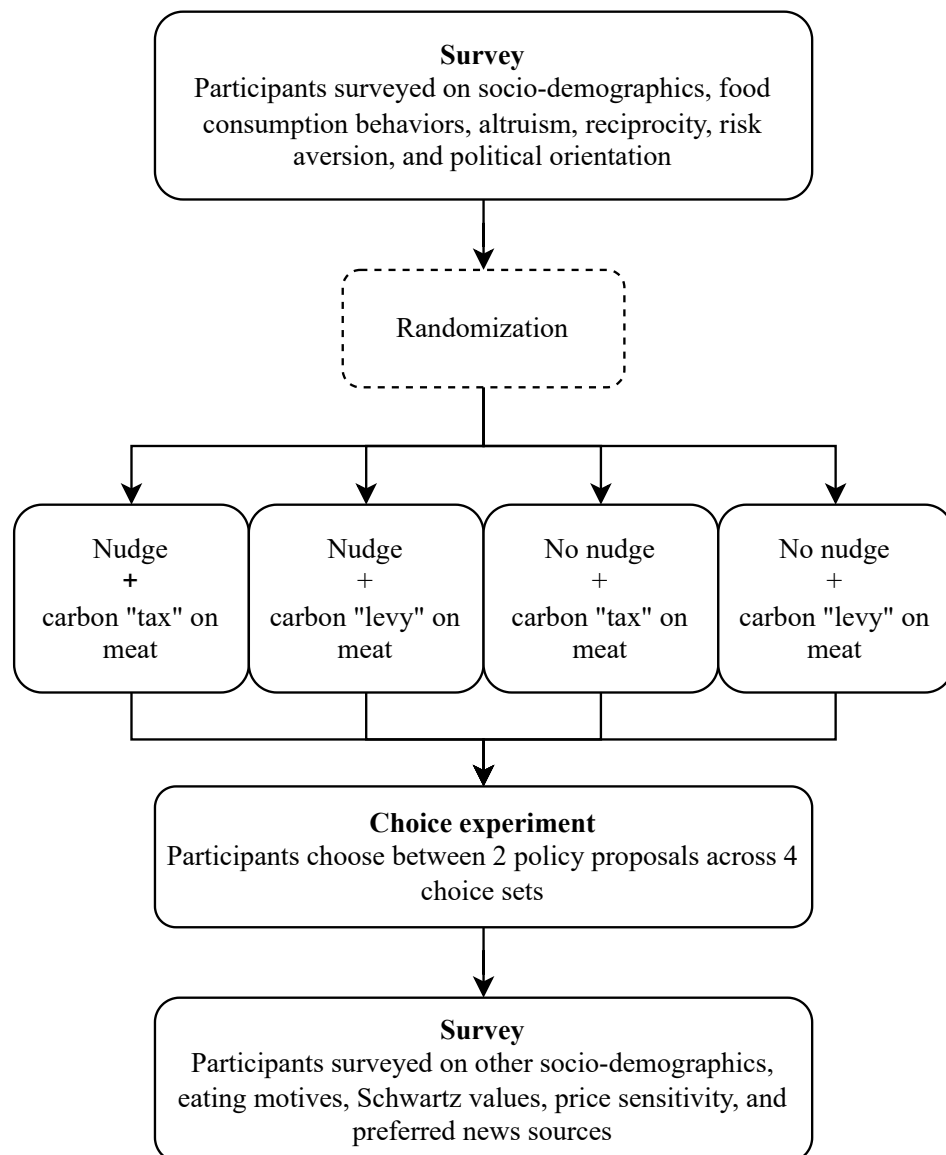 Survey
Participants surveyed on socio-demographics, food
consumption behaviors, altruism, reciprocity, risk
aversion, and political orientation
Randomization
Nudge
+
carbon "tax" on
meat
Nudge
+
carbon "levy" on
meat
No nudge
+
carbon "tax" on
meat
No nudge
+
carbon "levy" on
meat
Choice experiment
Participants choose between 2 policy proposals across 4
choice sets
Survey
Participants surveyed on other socio-demographics,
eating motives, Schwartz values, price sensitivity, and
preferred news sources